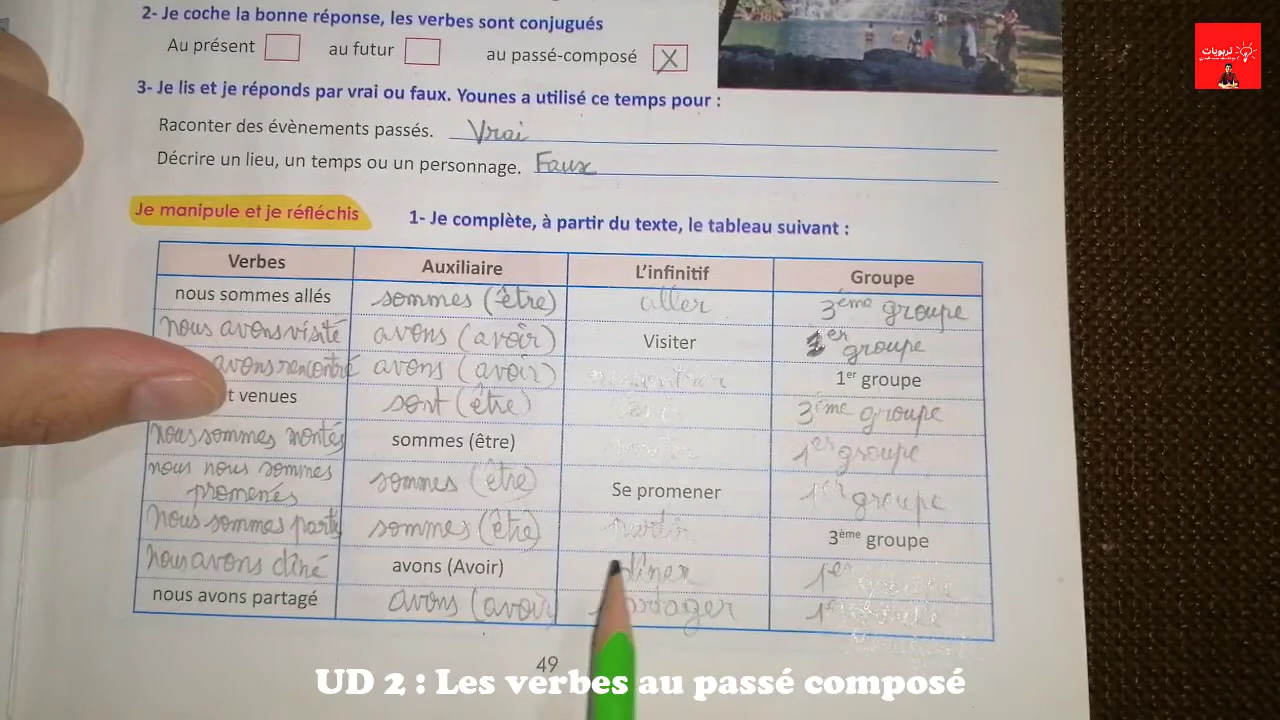 2- Je coche la bonne réponse, les verbes sont conjugués
Au présent au futur au passé-composé X
3- Je lis et je réponds par vrai ou faux. Younes a utilisé ce temps pour :
Raconter des évènements passés. Vrai
Décrire un lieu, un temps ou un personnage. Faux
تربويات
Je manipule et je réfléchis 1- Je complète, à partir du texte, le tableau suivant :
Verbes Auxiliaire L'infinitif Groupe
nous sommes allés sommes (être) aller 3ème groupe
nous avons visité avons (avoir) Visiter 1er groupe
avons rencontré avons (avoir) rencontrer 1er groupe
t venues sont (être) 3ème groupe
nous sommes montés sommes (être) 1er groupe
nous nous sommes
promenés sommes (être) Se promener 1er groupe
nous sommes partis sommes (être) partir 3ème groupe
nous avons dîné avons (Avoir) dîner 1er groupe
nous avons partagé avons (avoir partager 1er groupe
49
UD 2 : Les verbes au passé composé